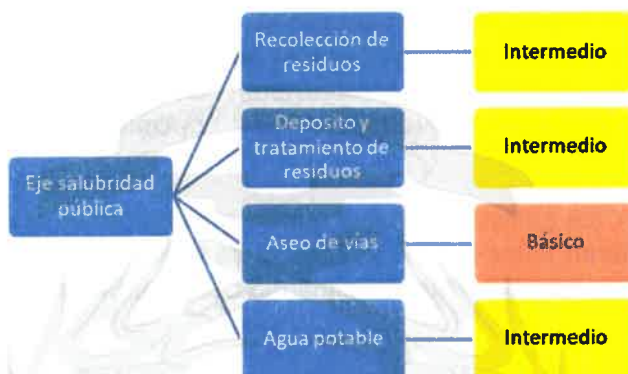 Eje salubridad
pública
Recolección de
residuos
Intermedio
Deposito y
tratamiento de
residuos
Intermedio
Aseo de vías
Básico
Agua potable
Intermedio